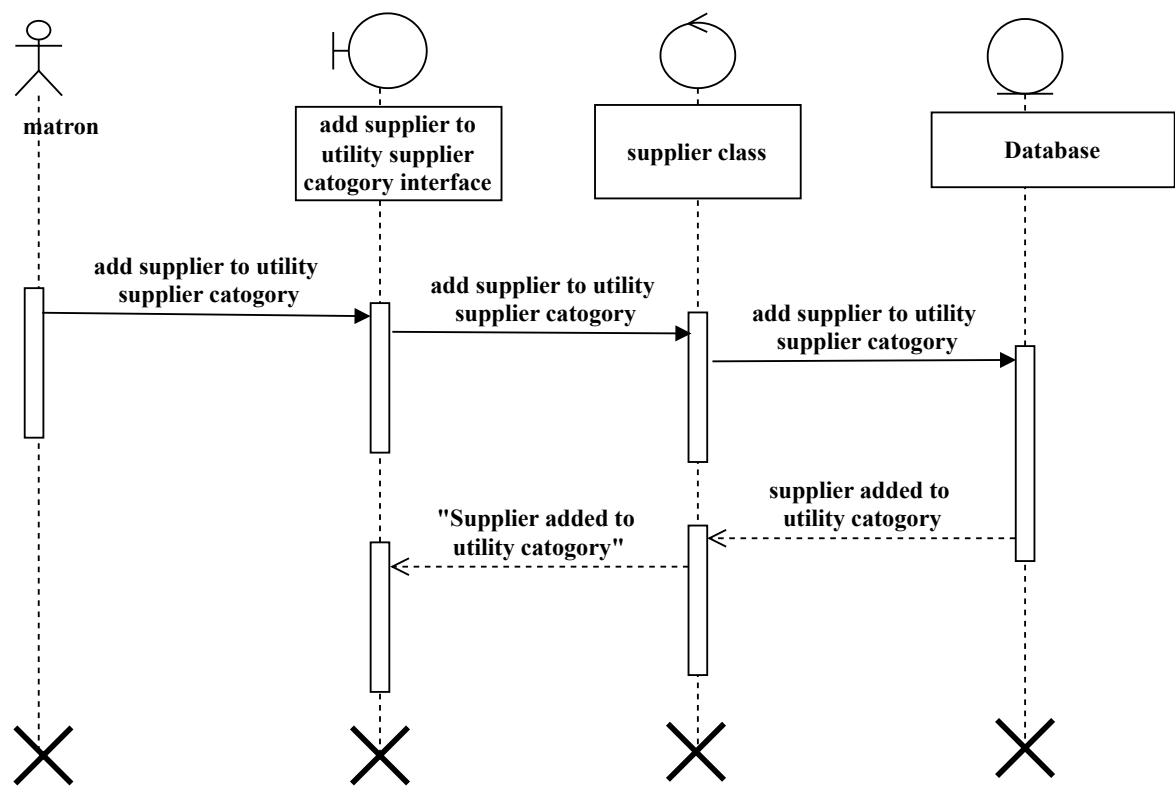 matron
add supplier to
utility supplier
catogory interface
supplier class
Database
add supplier to utility
supplier catogory
add supplier to utility
supplier catogory
add supplier to utility
supplier catogory
supplier added to
utility catogory
"Supplier added to
utility catogory"